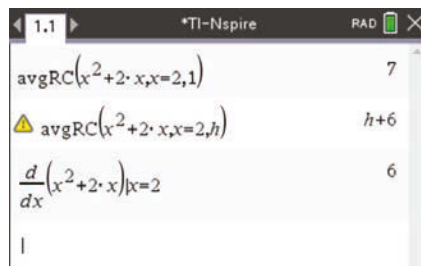 1.1 *TI-Nspire RAD
avgRC(x²+2·x,x=2,1) 7
avgRC(x²+2·x,x=2,h) h+6
d/dx(x²+2·x)|x=2 6